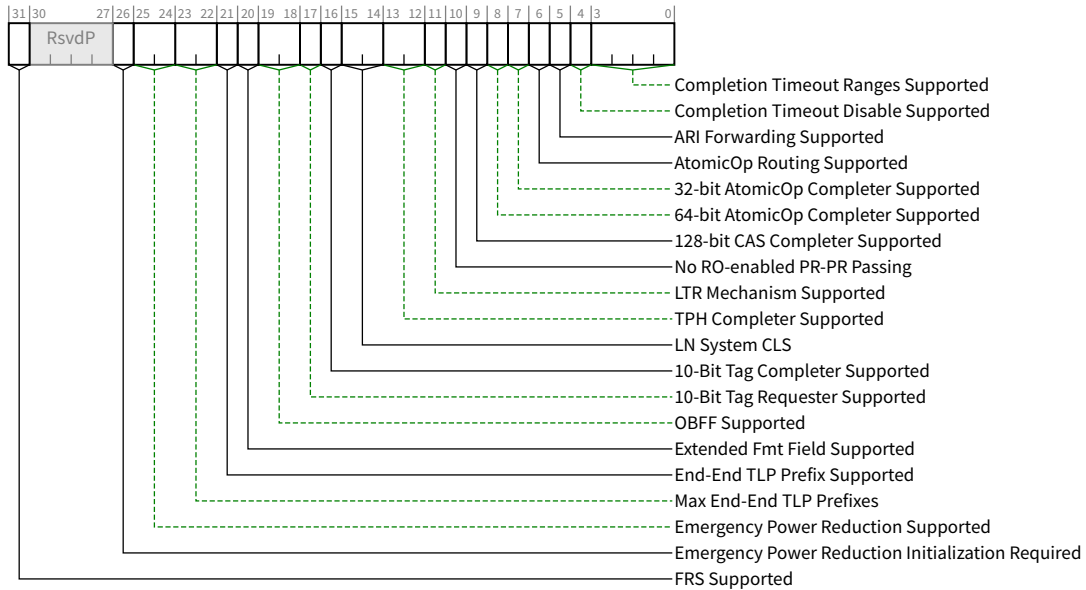 31 30 27 26 25 24 23 22 21 20 19 18 17 16 15 14 13 12 11 10 9 8 7 6 5 4 3 0
RsvdP
Completion Timeout Ranges Supported
Completion Timeout Disable Supported
ARI Forwarding Supported
AtomicOp Routing Supported
32-bit AtomicOp Completer Supported
64-bit AtomicOp Completer Supported
128-bit CAS Completer Supported
No RO-enabled PR-PR Passing
LTR Mechanism Supported
TPH Completer Supported
LN System CLS
10-Bit Tag Completer Supported
10-Bit Tag Requester Supported
OBFF Supported
Extended Fmt Field Supported
End-End TLP Prefix Supported
Max End-End TLP Prefixes
Emergency Power Reduction Supported
Emergency Power Reduction Initialization Required
FRS Supported